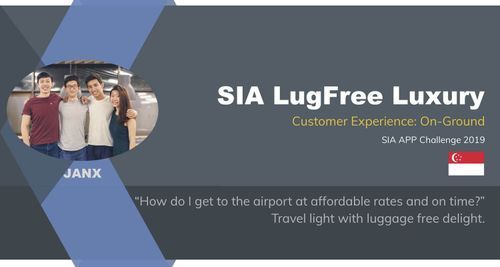 SIA LugFree Luxury
Customer Experience: On-Ground
SIA APP Challenge 2019
JANX
“How do I get to the airport at affordable rates and on time?”
Travel light with luggage free delight.